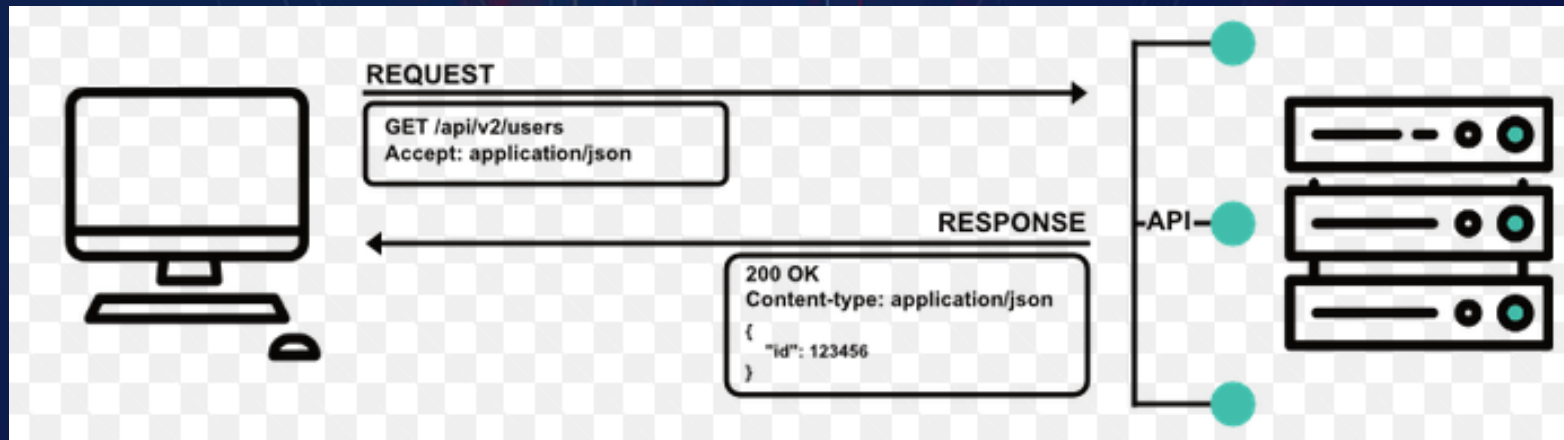 REQUEST
GET /api/v2/users
Accept: application/json
RESPONSE
200 OK
Content-type: application/json
{
"id": 123456
}
API